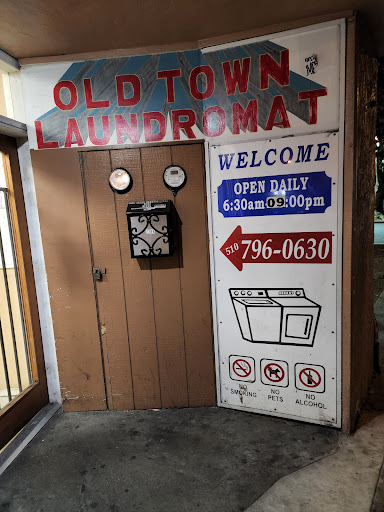 OLD TOWN
LAUNDROMAT
WELCOME
OPEN DAILY
6:30am 09:00pm
510 796-0630
NO SMOKING
NO PETS
NO ALCOHOL